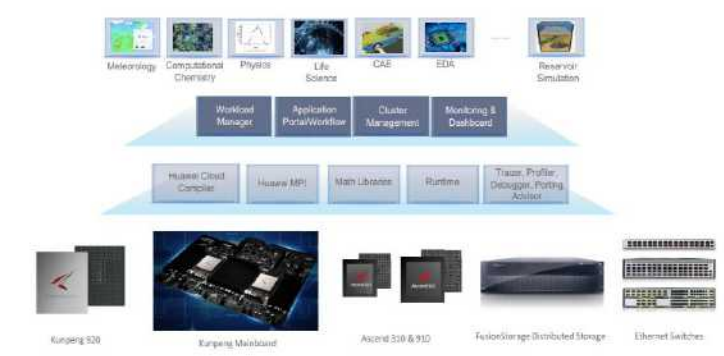 Meteorology
Computational
Chemistry
Physics
Life
Science
CAE
EDA
......
Reservoir
Simulation
Workload
Manager
Application
Portal/Workflow
Cluster
Management
Monitoring &
Dashboard
Huawei Cloud
Compiler
Huawei MPI
Math Libraries
Runtime
Tracer, Profiler,
Debugger, Porting
Advisor
Kunpeng 920
Kunpeng Mainboard
Ascend 310 & 910
FusionStorage Distributed Storage
Ethernet Switches